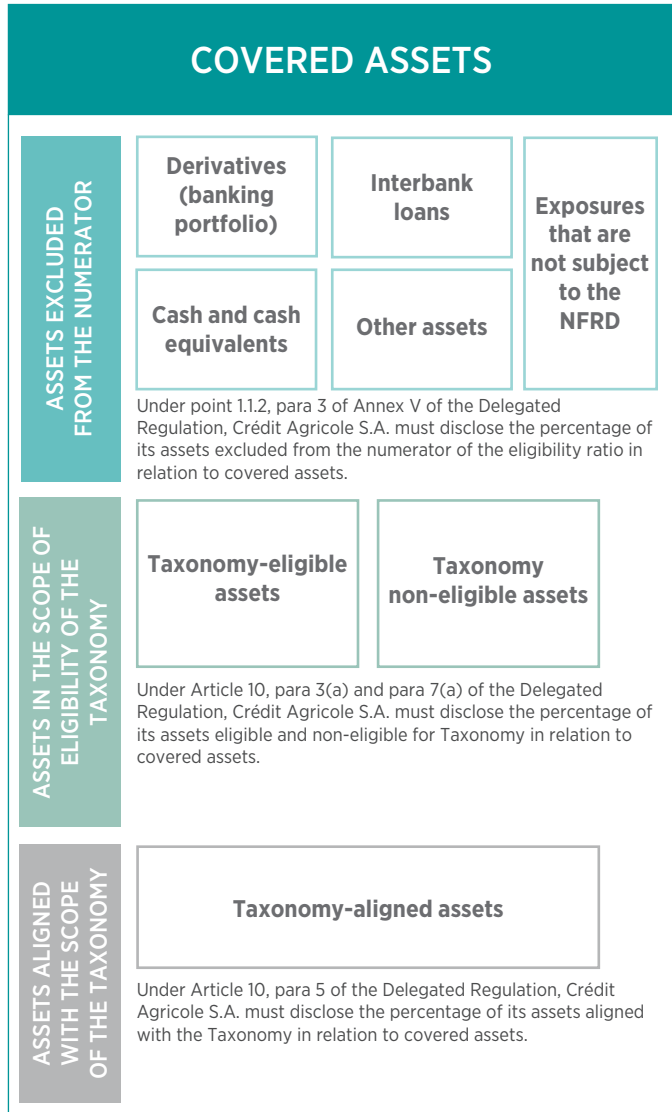 COVERED ASSETS
ASSETS EXCLUDED
FROM THE NUMERATOR
Derivatives
(banking
portfolio)
Interbank
loans
Exposures
that are
not subject
to the
NFRD
Cash and cash
equivalents
Other assets
Under point 1.1.2, para 3 of Annex V of the Delegated
Regulation, Crédit Agricole S.A. must disclose the percentage of
its assets excluded from the numerator of the eligibility ratio in
relation to covered assets.
ASSETS IN THE SCOPE OF
ELIGIBILITY OF THE
TAXONOMY
Taxonomy-eligible
assets
Taxonomy
non-eligible assets
Under Article 10, para 3(a) and para 7(a) of the Delegated
Regulation, Crédit Agricole S.A. must disclose the percentage of
its assets eligible and non-eligible for Taxonomy in relation to
covered assets.
ASSETS ALIGNED
WITH THE SCOPE
OF THE TAXONOMY
Taxonomy-aligned assets
Under Article 10, para 5 of the Delegated Regulation, Crédit
Agricole S.A. must disclose the percentage of its assets aligned
with the Taxonomy in relation to covered assets.